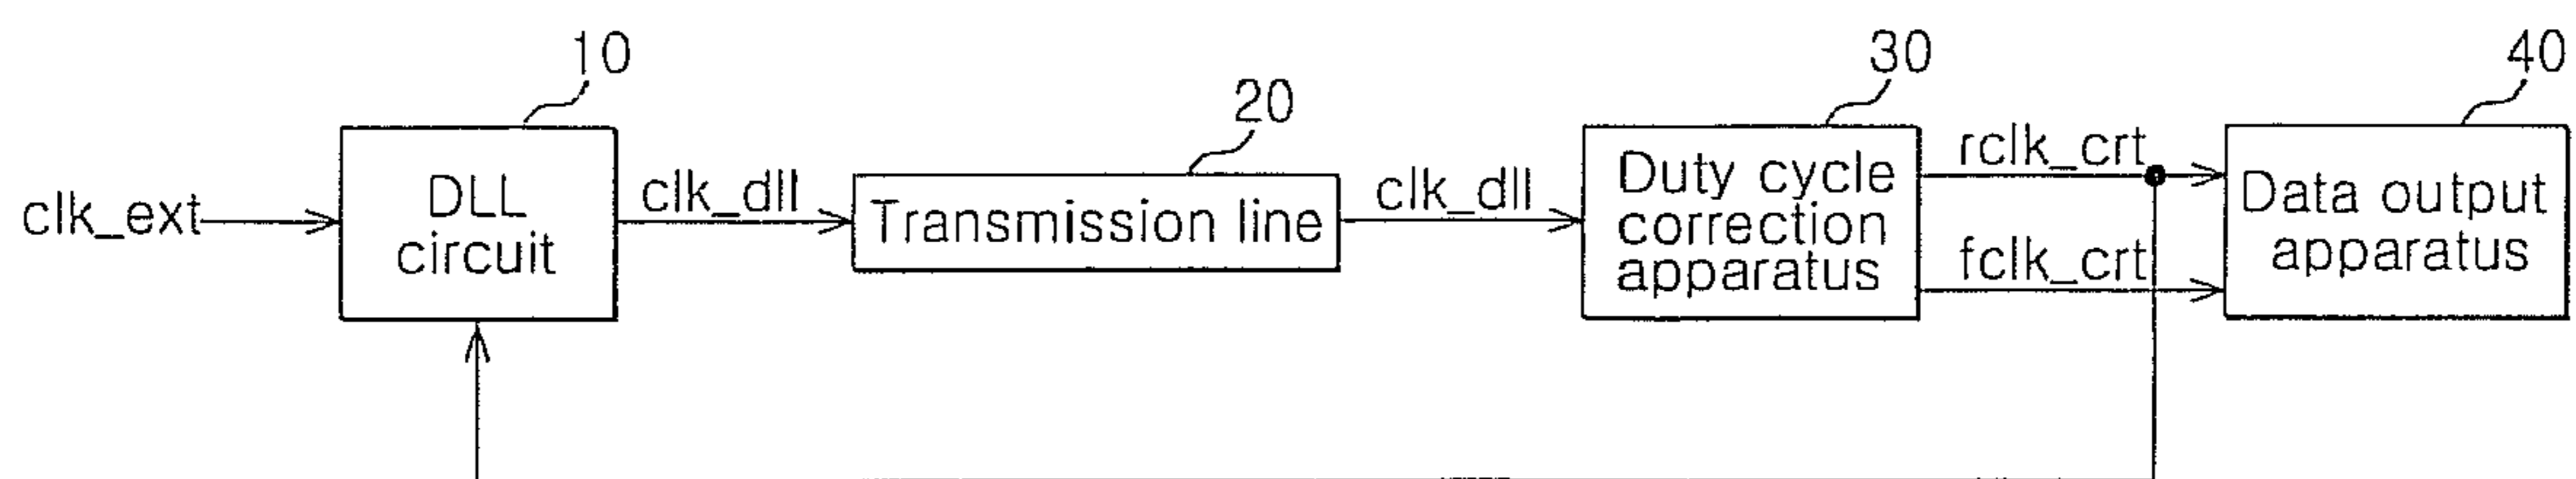 10
20
30
40
clk_ext
DLL
circuit
clk_dll
Transmission line
clk_dll
Duty cycle
correction
apparatus
rclk_crt
fclk_crt
Data output
apparatus